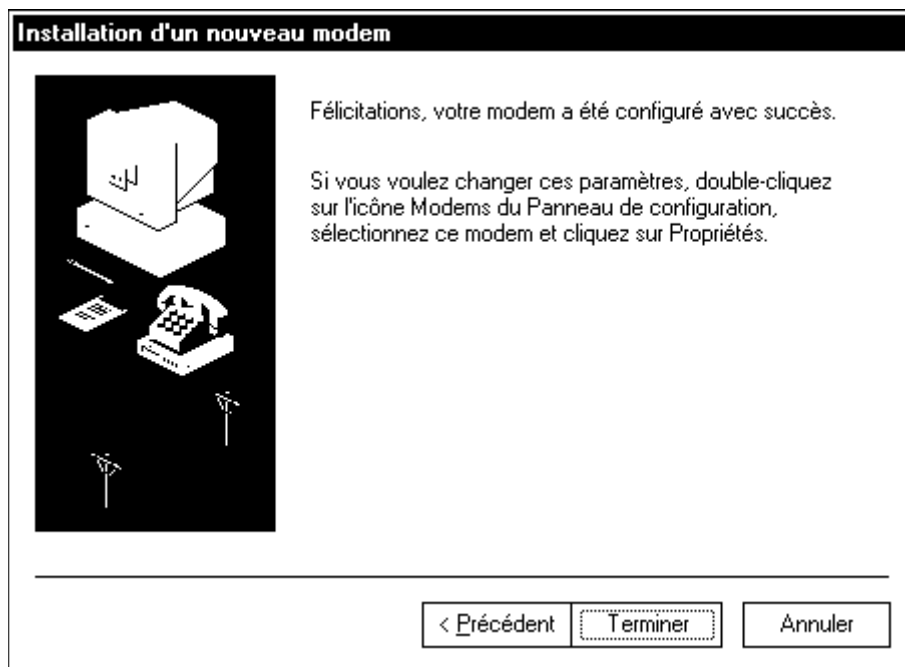 Installation d'un nouveau modem
Félicitations, votre modem a été configuré avec succès.
Si vous voulez changer ces paramètres, double-cliquez
sur l'icône Modems du Panneau de configuration,
sélectionnez ce modem et cliquez sur Propriétés.
< Précédent
Terminer
Annuler